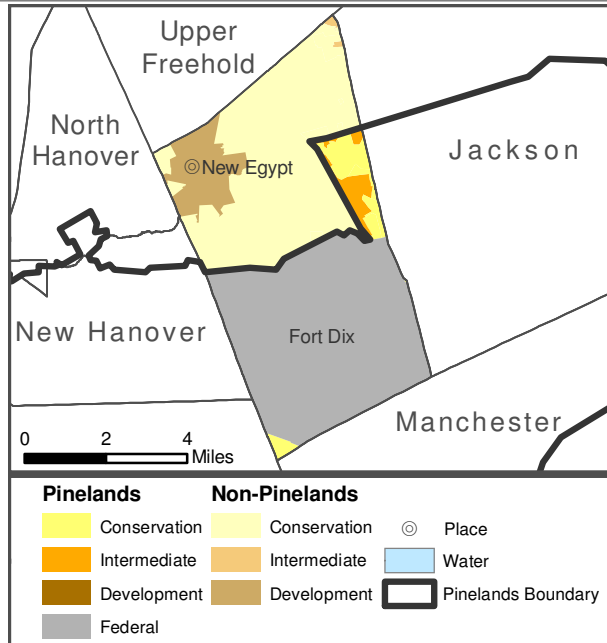 Upper
Freehold
North
Hanover
New Egypt
Jackson
New Hanover
Fort Dix
Manchester
0 2 4
Miles
Pinelands Non-Pinelands
Conservation Conservation Place
Intermediate Intermediate Water
Development Development Pinelands Boundary
Federal